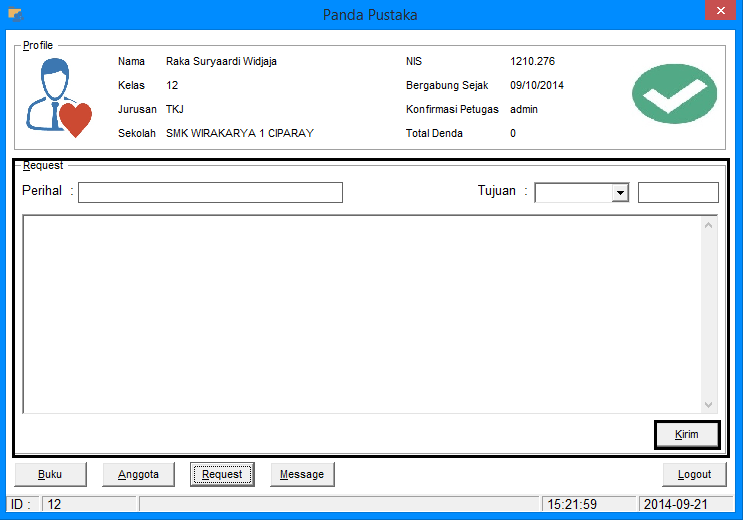 Panda Pustaka
Profile
Nama Raka Suryaardi Widjaja NIS 1210.276
Kelas 12 Bergabung Sejak 09/10/2014
Jurusan TKJ Konfirmasi Petugas admin
Sekolah SMK WIRAKARYA 1 CIPARAY Total Denda 0
Request
Perihal : Tujuan :
Kirim
Buku Anggota Request Message Logout
ID : 12 15:21:59 2014-09-21